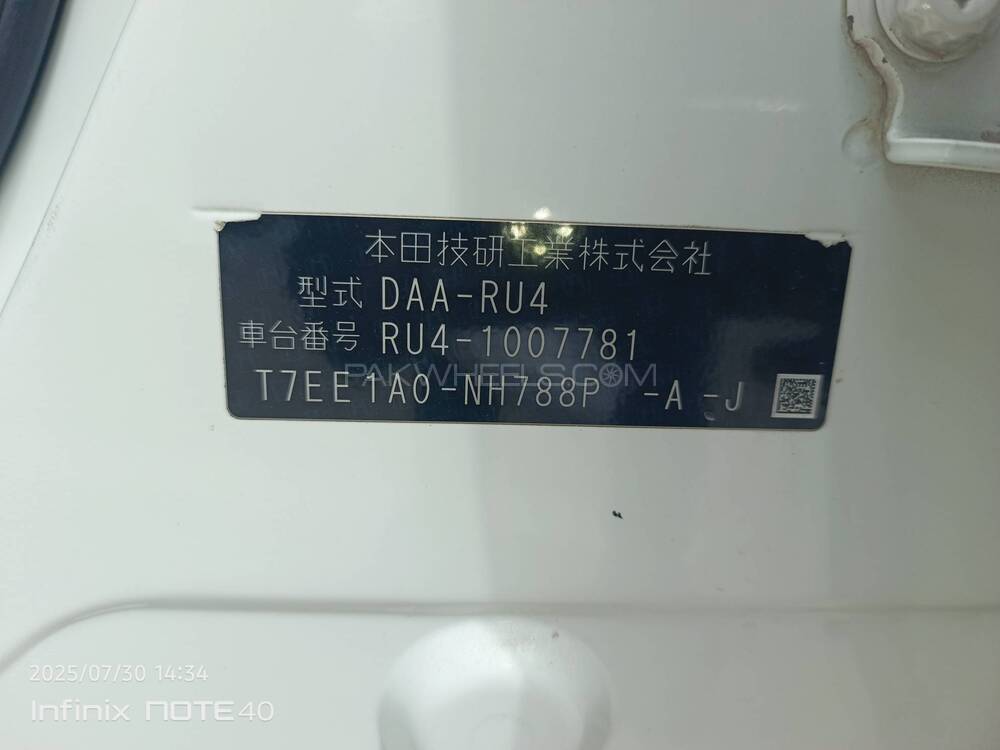 本田技研工業株式会社
型式 DAA-RU4
車台番号 RU4-1007781
PAKWHEELS.COM
T7EE1A0-NH788P -A -J
2025/07/30 14:34
Infinix NOTE40